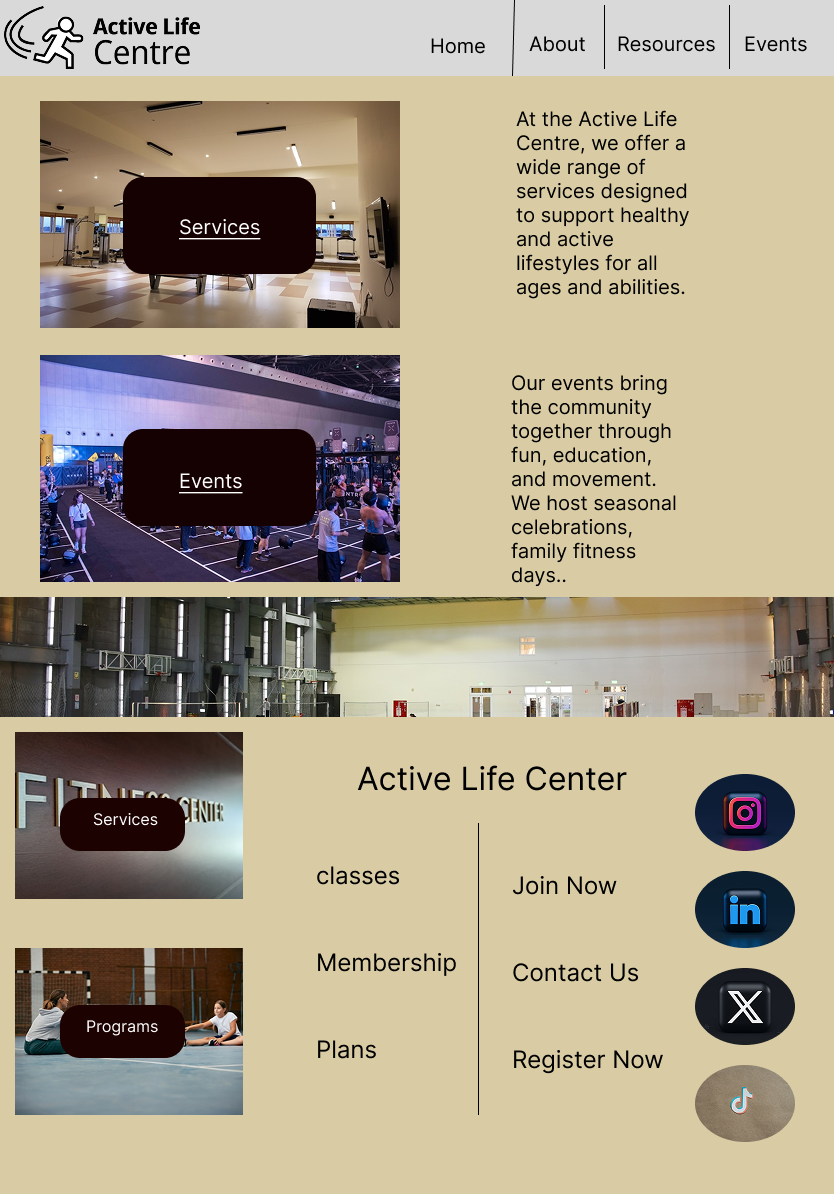 Active Life
Centre
Home
About
Resources
Events
Services
At the Active Life
Centre, we offer a
wide range of
services designed
to support healthy
and active
lifestyles for all
ages and abilities.
Events
Our events bring
the community
together through
fun, education,
and movement.
We host seasonal
celebrations,
family fitness
days..
CENTER
Services
Programs
Active Life Center
classes
Membership
Plans
Join Now
Contact Us
Register Now
in